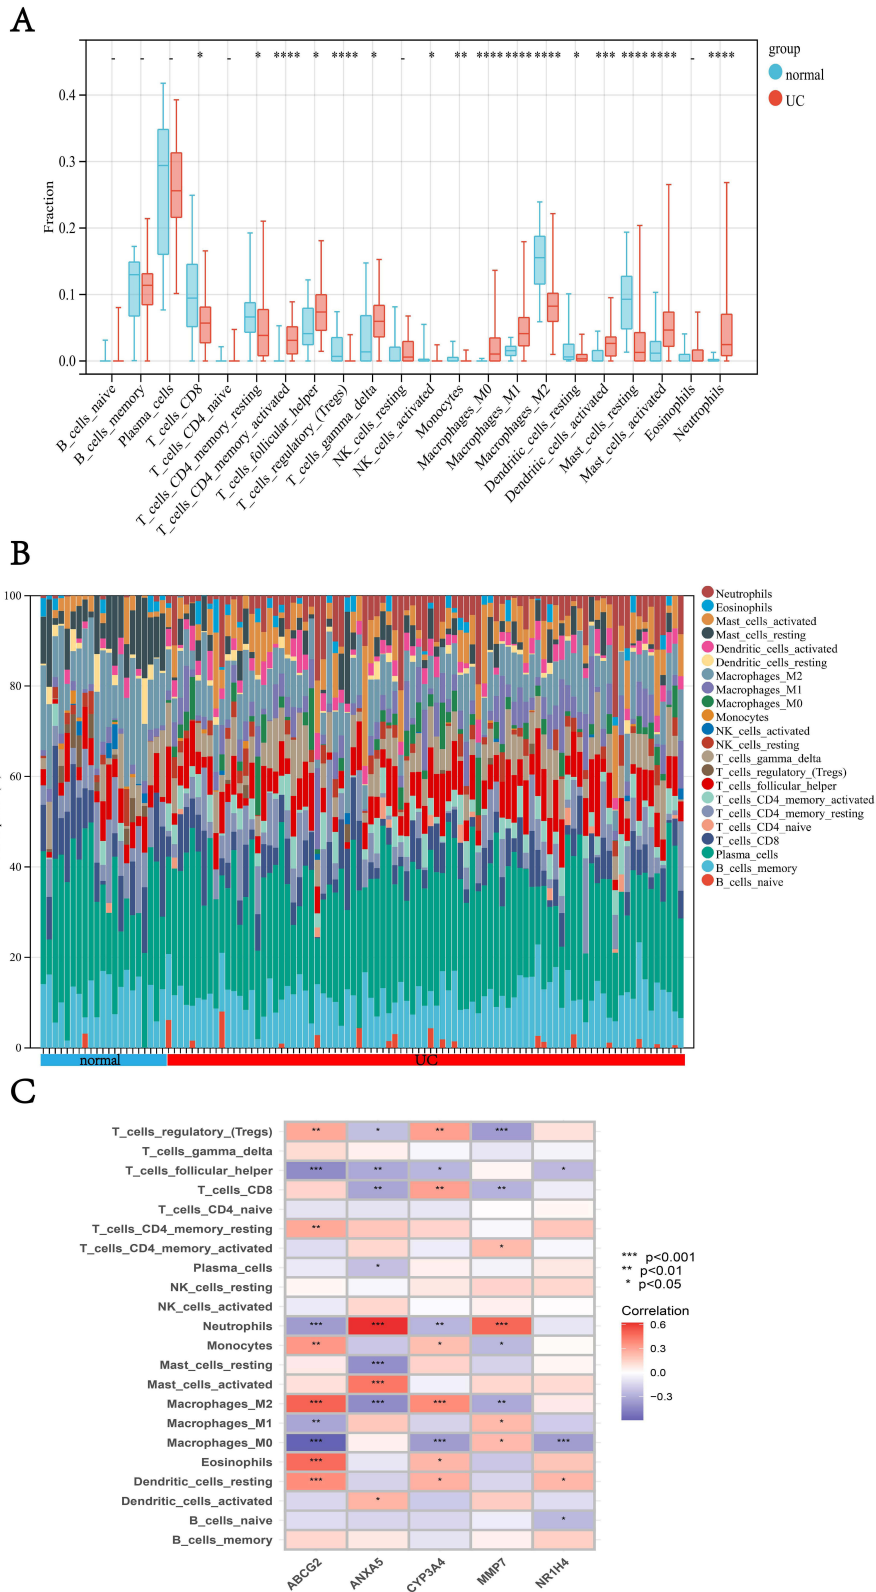 A
- - - * - * **** * **** * - * ** **** **** **** * *** **** **** - ****
group
normal
UC
Fraction
0.4
0.3
0.2
0.1
0.0
B_cells_naive
B_cells_memory
Plasma_cells
T_cells_CD8
T_cells_CD4_naive
T_cells_CD4_memory_resting
T_cells_CD4_memory_activated
T_cells_follicular_helper
T_cells_regulatory_(Tregs)
T_cells_gamma_delta
NK_cells_resting
NK_cells_activated
Monocytes
Macrophages_M0
Macrophages_M1
Macrophages_M2
Dendritic_cells_resting
Dendritic_cells_activated
Mast_cells_resting
Mast_cells_activated
Eosinophils
Neutrophils
B
100
80
60
40
20
0
normal
UC
Neutrophils
Eosinophils
Mast_cells_activated
Mast_cells_resting
Dendritic_cells_activated
Dendritic_cells_resting
Macrophages_M2
Macrophages_M1
Macrophages_M0
Monocytes
NK_cells_activated
NK_cells_resting
T_cells_gamma_delta
T_cells_regulatory_(Tregs)
T_cells_follicular_helper
T_cells_CD4_memory_activated
T_cells_CD4_memory_resting
T_cells_CD4_naive
T_cells_CD8
Plasma_cells
B_cells_memory
B_cells_naive
C
T_cells_regulatory_(Tregs) ** * ** ***
T_cells_gamma_delta
T_cells_follicular_helper *** ** * *
T_cells_CD8 ** ** **
T_cells_CD4_naive
T_cells_CD4_memory_resting **
T_cells_CD4_memory_activated *
Plasma_cells *
NK_cells_resting
NK_cells_activated
Neutrophils *** *** ** ***
Monocytes ** * *
Mast_cells_resting ***
Mast_cells_activated ***
Macrophages_M2 *** *** *** **
Macrophages_M1 ** *
Macrophages_M0 *** *** * ***
Eosinophils *** *
Dendritic_cells_resting *** * *
Dendritic_cells_activated *
B_cells_naive *
B_cells_memory
ABCG2
ANXA5
CYP3A4
MMP7
NR1H4
*** p<0.001
** p<0.01
* p<0.05
Correlation
0.6
0.3
0.0
−0.3